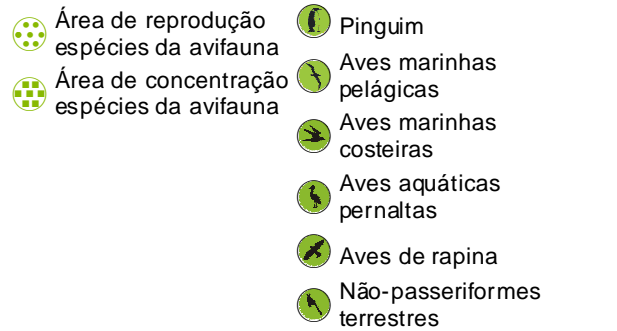 Área de reprodução
espécies da avifauna
Área de concentração
espécies da avifauna
Pinguim
Aves marinhas
pelágicas
Aves marinhas
costeiras
Aves aquáticas
pernaltas
Aves de rapina
Não-passeriformes
terrestres